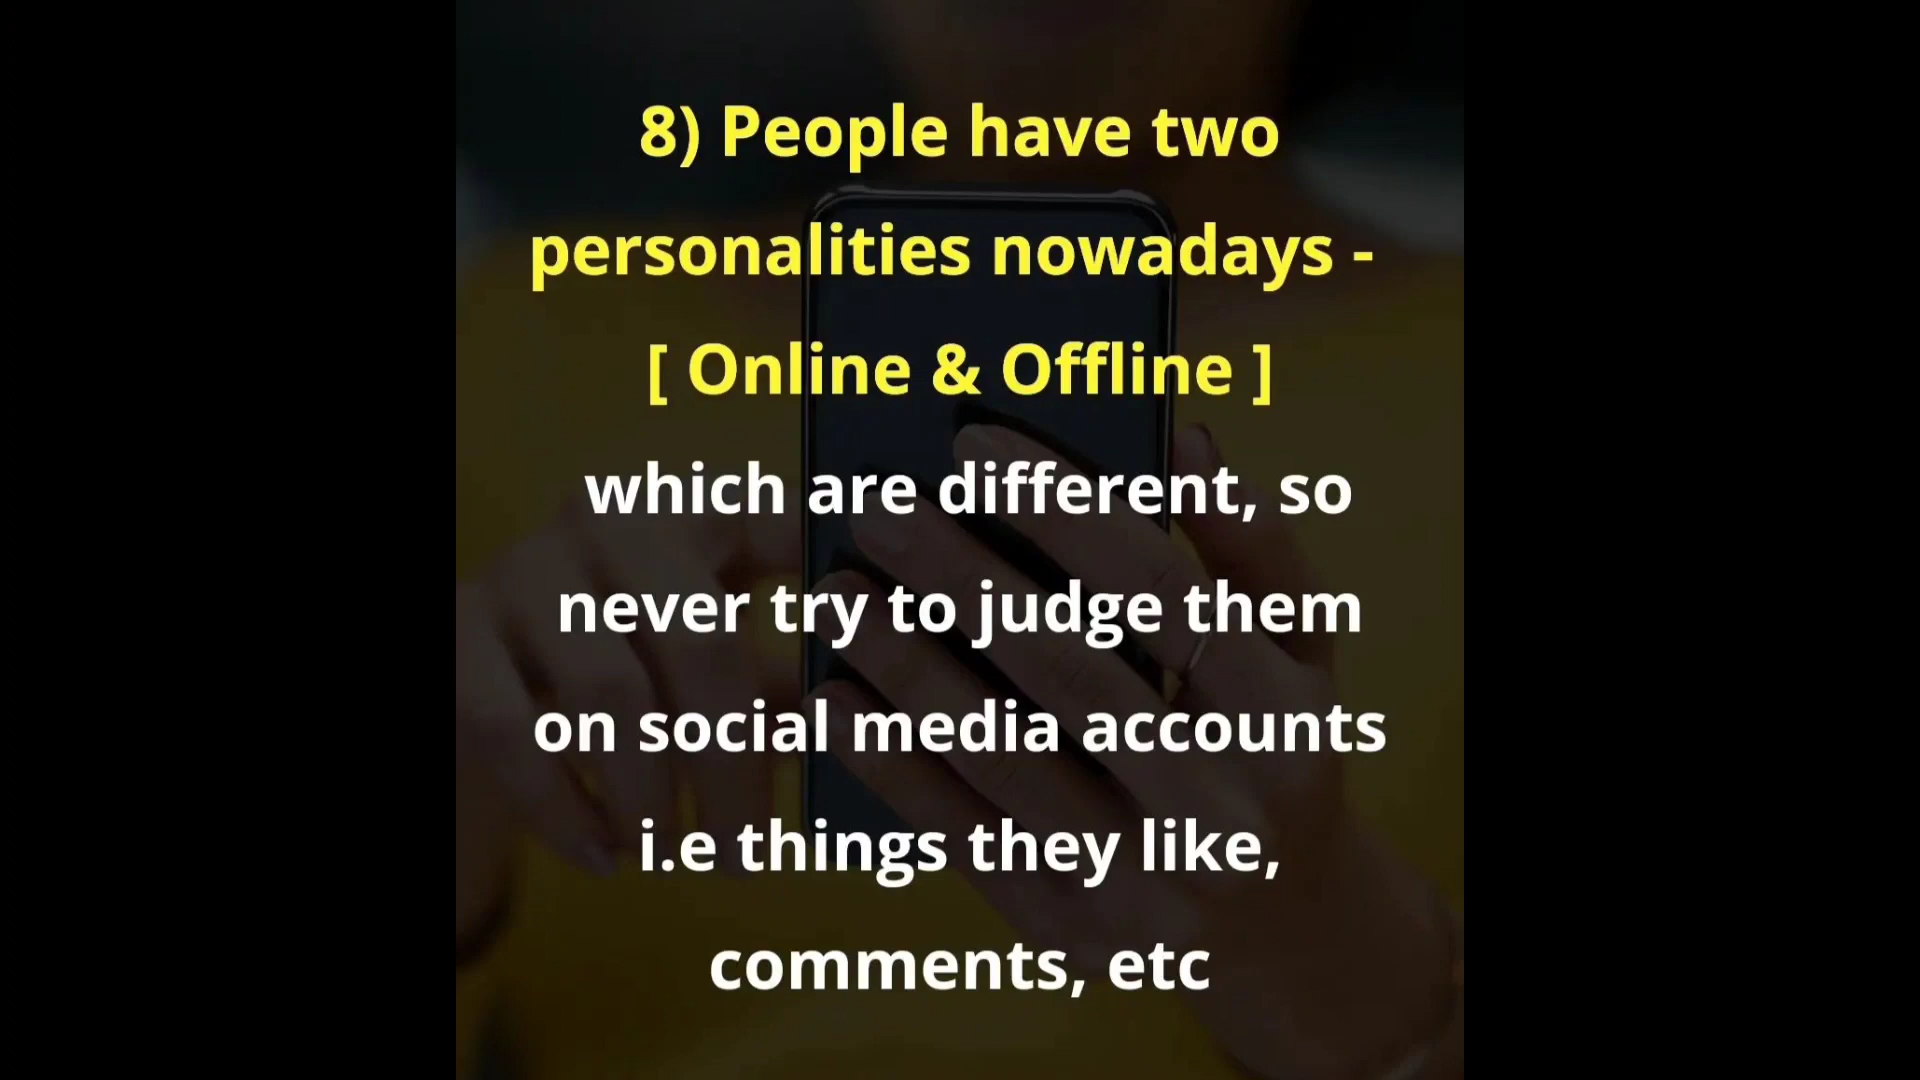 8) People have two
personalities nowadays -
[ Online & Offline ]
which are different, so
never try to judge them
on social media accounts
i.e things they like,
comments, etc